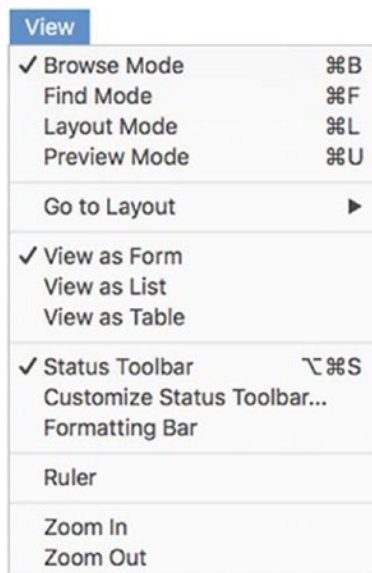 View
✓ Browse Mode ⌘B
Find Mode ⌘F
Layout Mode ⌘L
Preview Mode ⌘U
Go to Layout ▶
✓ View as Form
View as List
View as Table
✓ Status Toolbar ⌥⌘S
Customize Status Toolbar...
Formatting Bar
Ruler
Zoom In
Zoom Out